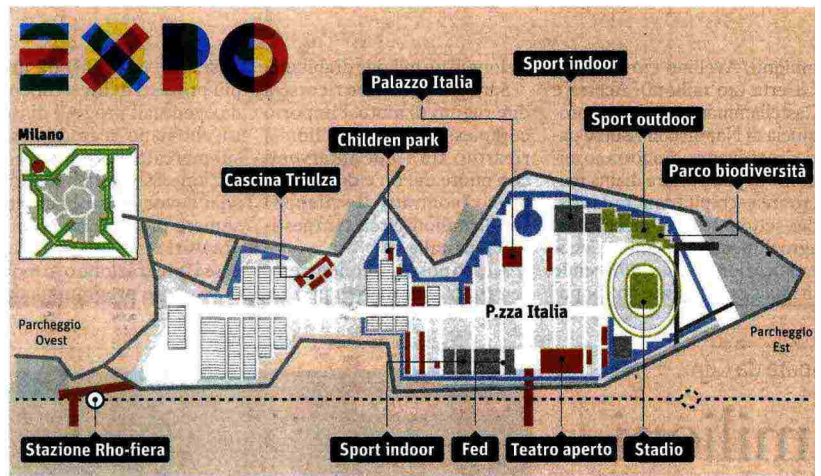 EXPO
Milano
Palazzo Italia
Sport indoor
Children park
Sport outdoor
Cascina Triulza
Parco biodiversità
P.zza Italia
Parcheggio
Ovest
Parcheggio
Est
Stazione Rho-fiera
Sport indoor
Fed
Teatro aperto
Stadio